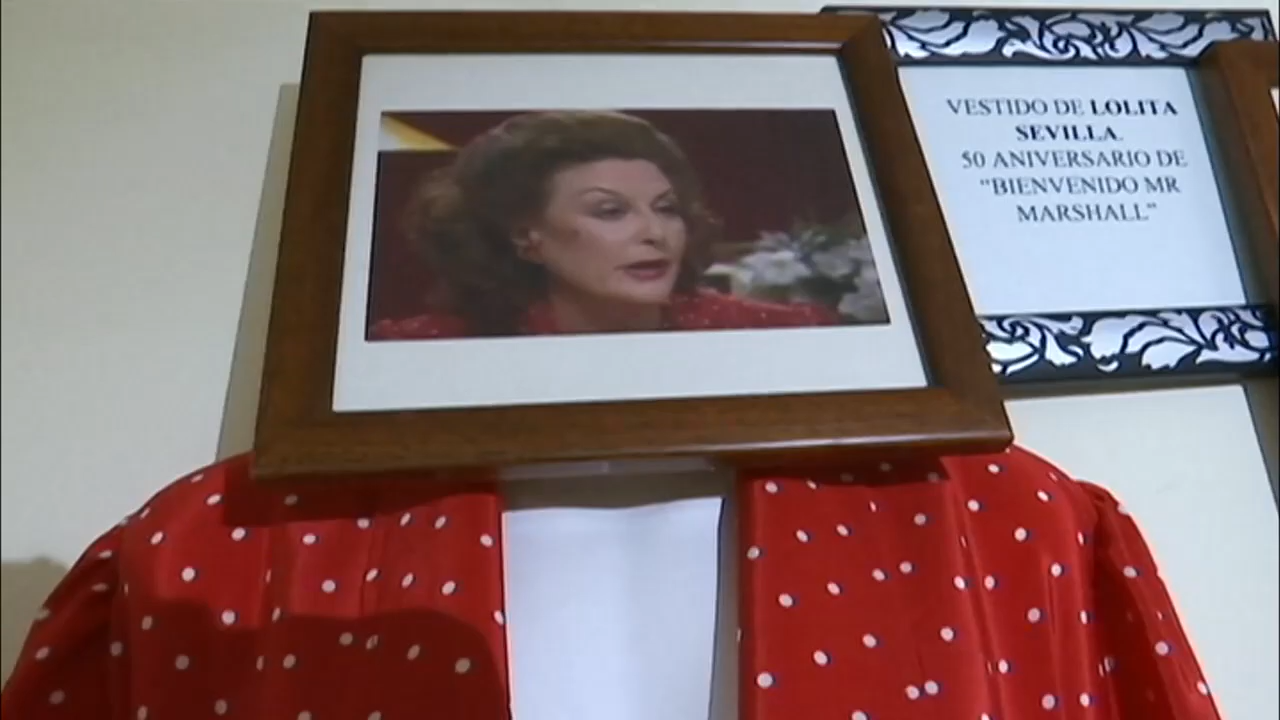 VESTIDO DE LOLITA
SEVILLA.
50 ANIVERSARIO DE
"BIENVENIDO MR
MARSHALL"